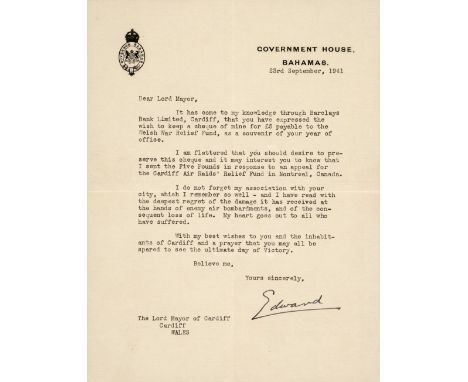 GOVERNMENT HOUSE,
BAHAMAS.
23rd September, 1941
Dear Lord Mayor,
It has come to my knowledge through Barclays
Bank Limited, Cardiff, that you have expressed the
wish to keep a cheque of mine for £5 payable to the
Welsh War Relief Fund, as a souvenir of your year of
office.
I am flattered that you should desire to pre-
serve this cheque and it may interest you to know that
I sent the Five Pounds in response to an appeal for
the Cardiff Air Raids' Relief Fund in Montreal, Canada.
I do not forget my association with your
city, which I remember so well - and I have read with
the deepest regret of the damage it has received at
the hands of enemy air bombardments, and of the con-
sequent loss of life. My heart goes out to all who
have suffered.
With my best wishes to you and the inhabit-
ants of Cardiff and a prayer that you may all be
spared to see the ultimate day of Victory.
Believe me,
Yours sincerely,
Edward
The Lord Mayor of Cardiff
Cardiff
WALES